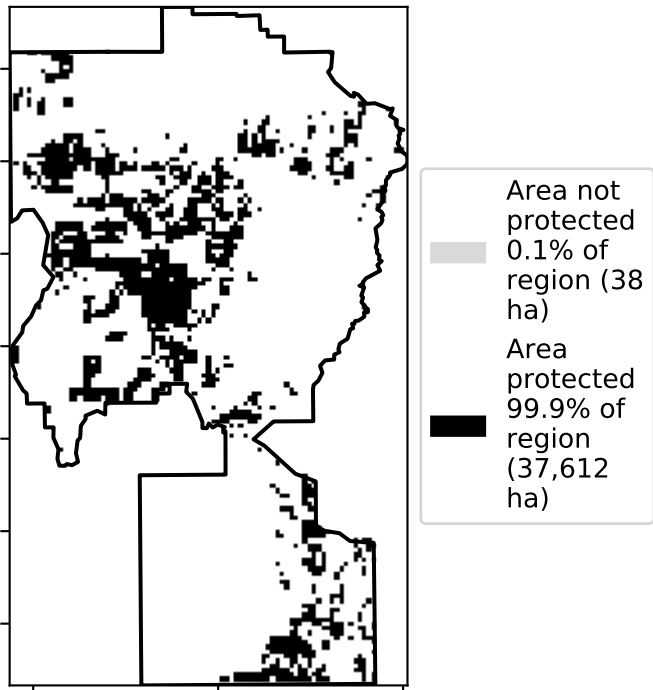 Area not
protected
0.1% of
region (38
ha)
Area
protected
99.9% of
region
(37,612
ha)